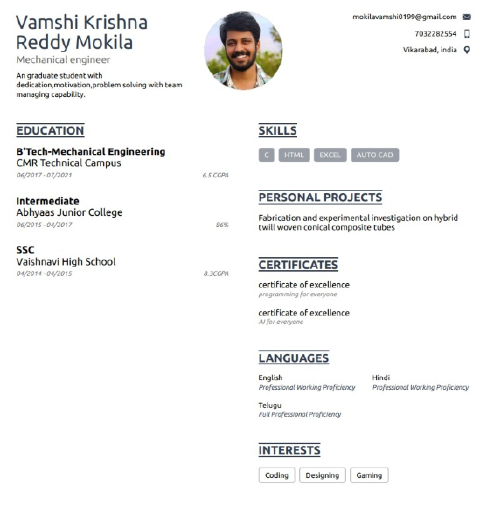 Vamshi Krishna
Reddy Mokila
Mechanical engineer
An graduate student with
dedication,motivation,problem solving with team
managing capability.
mokilavamshi0199@gmail.com
7032282554
Vikarabad, india
EDUCATION
B'Tech-Mechanical Engineering
CMR Technical Campus
06/2017 - 07/2021 6.5 CGPA
Intermediate
Abhyaas Junior College
06/2015 - 04/2017 86%
SSC
Vaishnavi High School
04/2014 - 04/2015 8.3CGPA
SKILLS
C HTML EXCEL AUTO CAD
PERSONAL PROJECTS
Fabrication and experimental investigation on hybrid
twill woven conical composite tubes
CERTIFICATES
certificate of excellence
programming for everyone
certificate of excellence
AI for everyone
LANGUAGES
English Hindi
Professional Working Proficiency Professional Working Proficiency
Telugu
Full Professional Proficiency
INTERESTS
Coding Designing Gaming